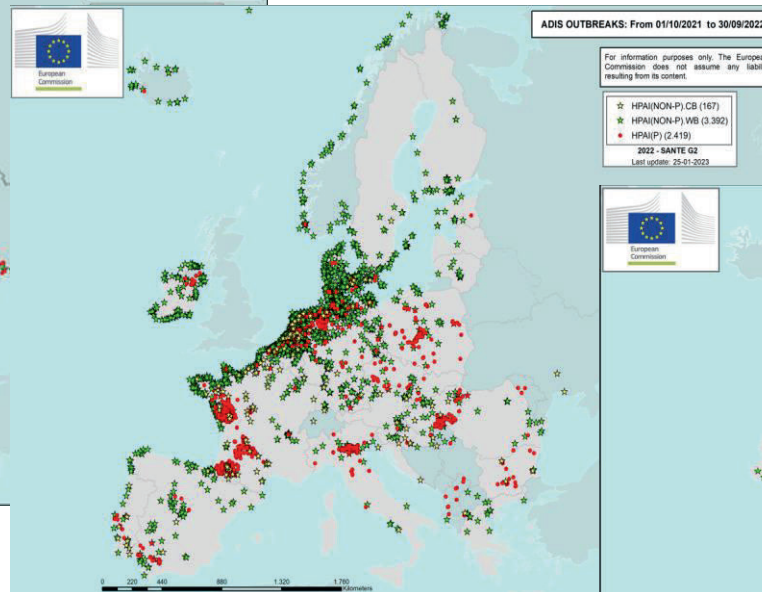 European
Commission
ADIS OUTBREAKS: From 01/10/2021 to 30/09/2022
For information purposes only. The Europea
Commission does not assume any liabili
resulting from its content.
HPAI(NON-P).CB (167)
HPAI(NON-P).WB (3.392)
HPAI(P) (2.419)
2022 - SANTE G2
Last update: 25-01-2023
European
Commission
0 220 440 880 1.320 1.760
Kilometers